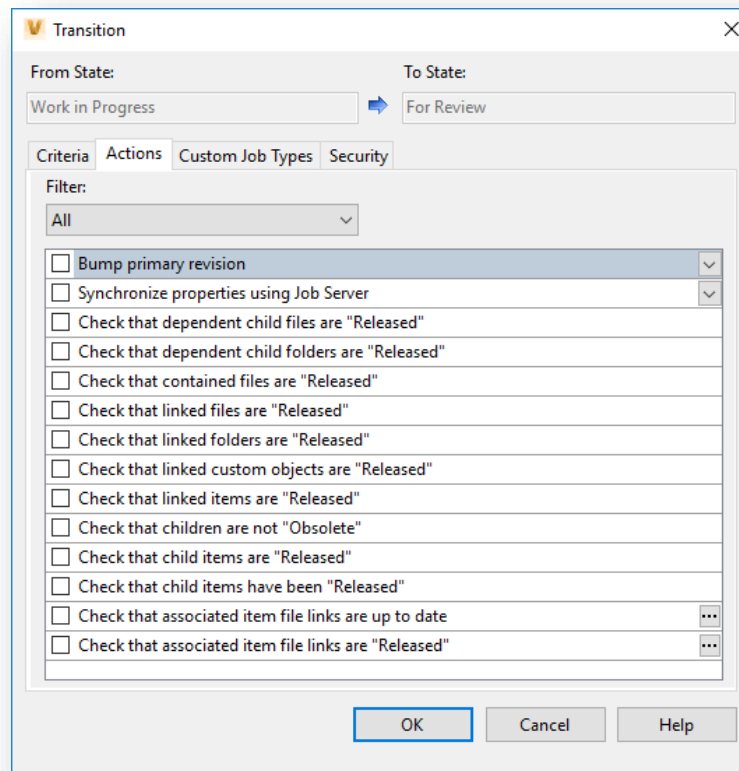 Transition
From State:
To State:
Work in Progress
For Review
Criteria Actions Custom Job Types Security
Filter:
All
Bump primary revision
Synchronize properties using Job Server
Check that dependent child files are "Released"
Check that dependent child folders are "Released"
Check that contained files are "Released"
Check that linked files are "Released"
Check that linked folders are "Released"
Check that linked custom objects are "Released"
Check that linked items are "Released"
Check that children are not "Obsolete"
Check that child items are "Released"
Check that child items have been "Released"
Check that associated item file links are up to date
Check that associated item file links are "Released"
OK Cancel Help